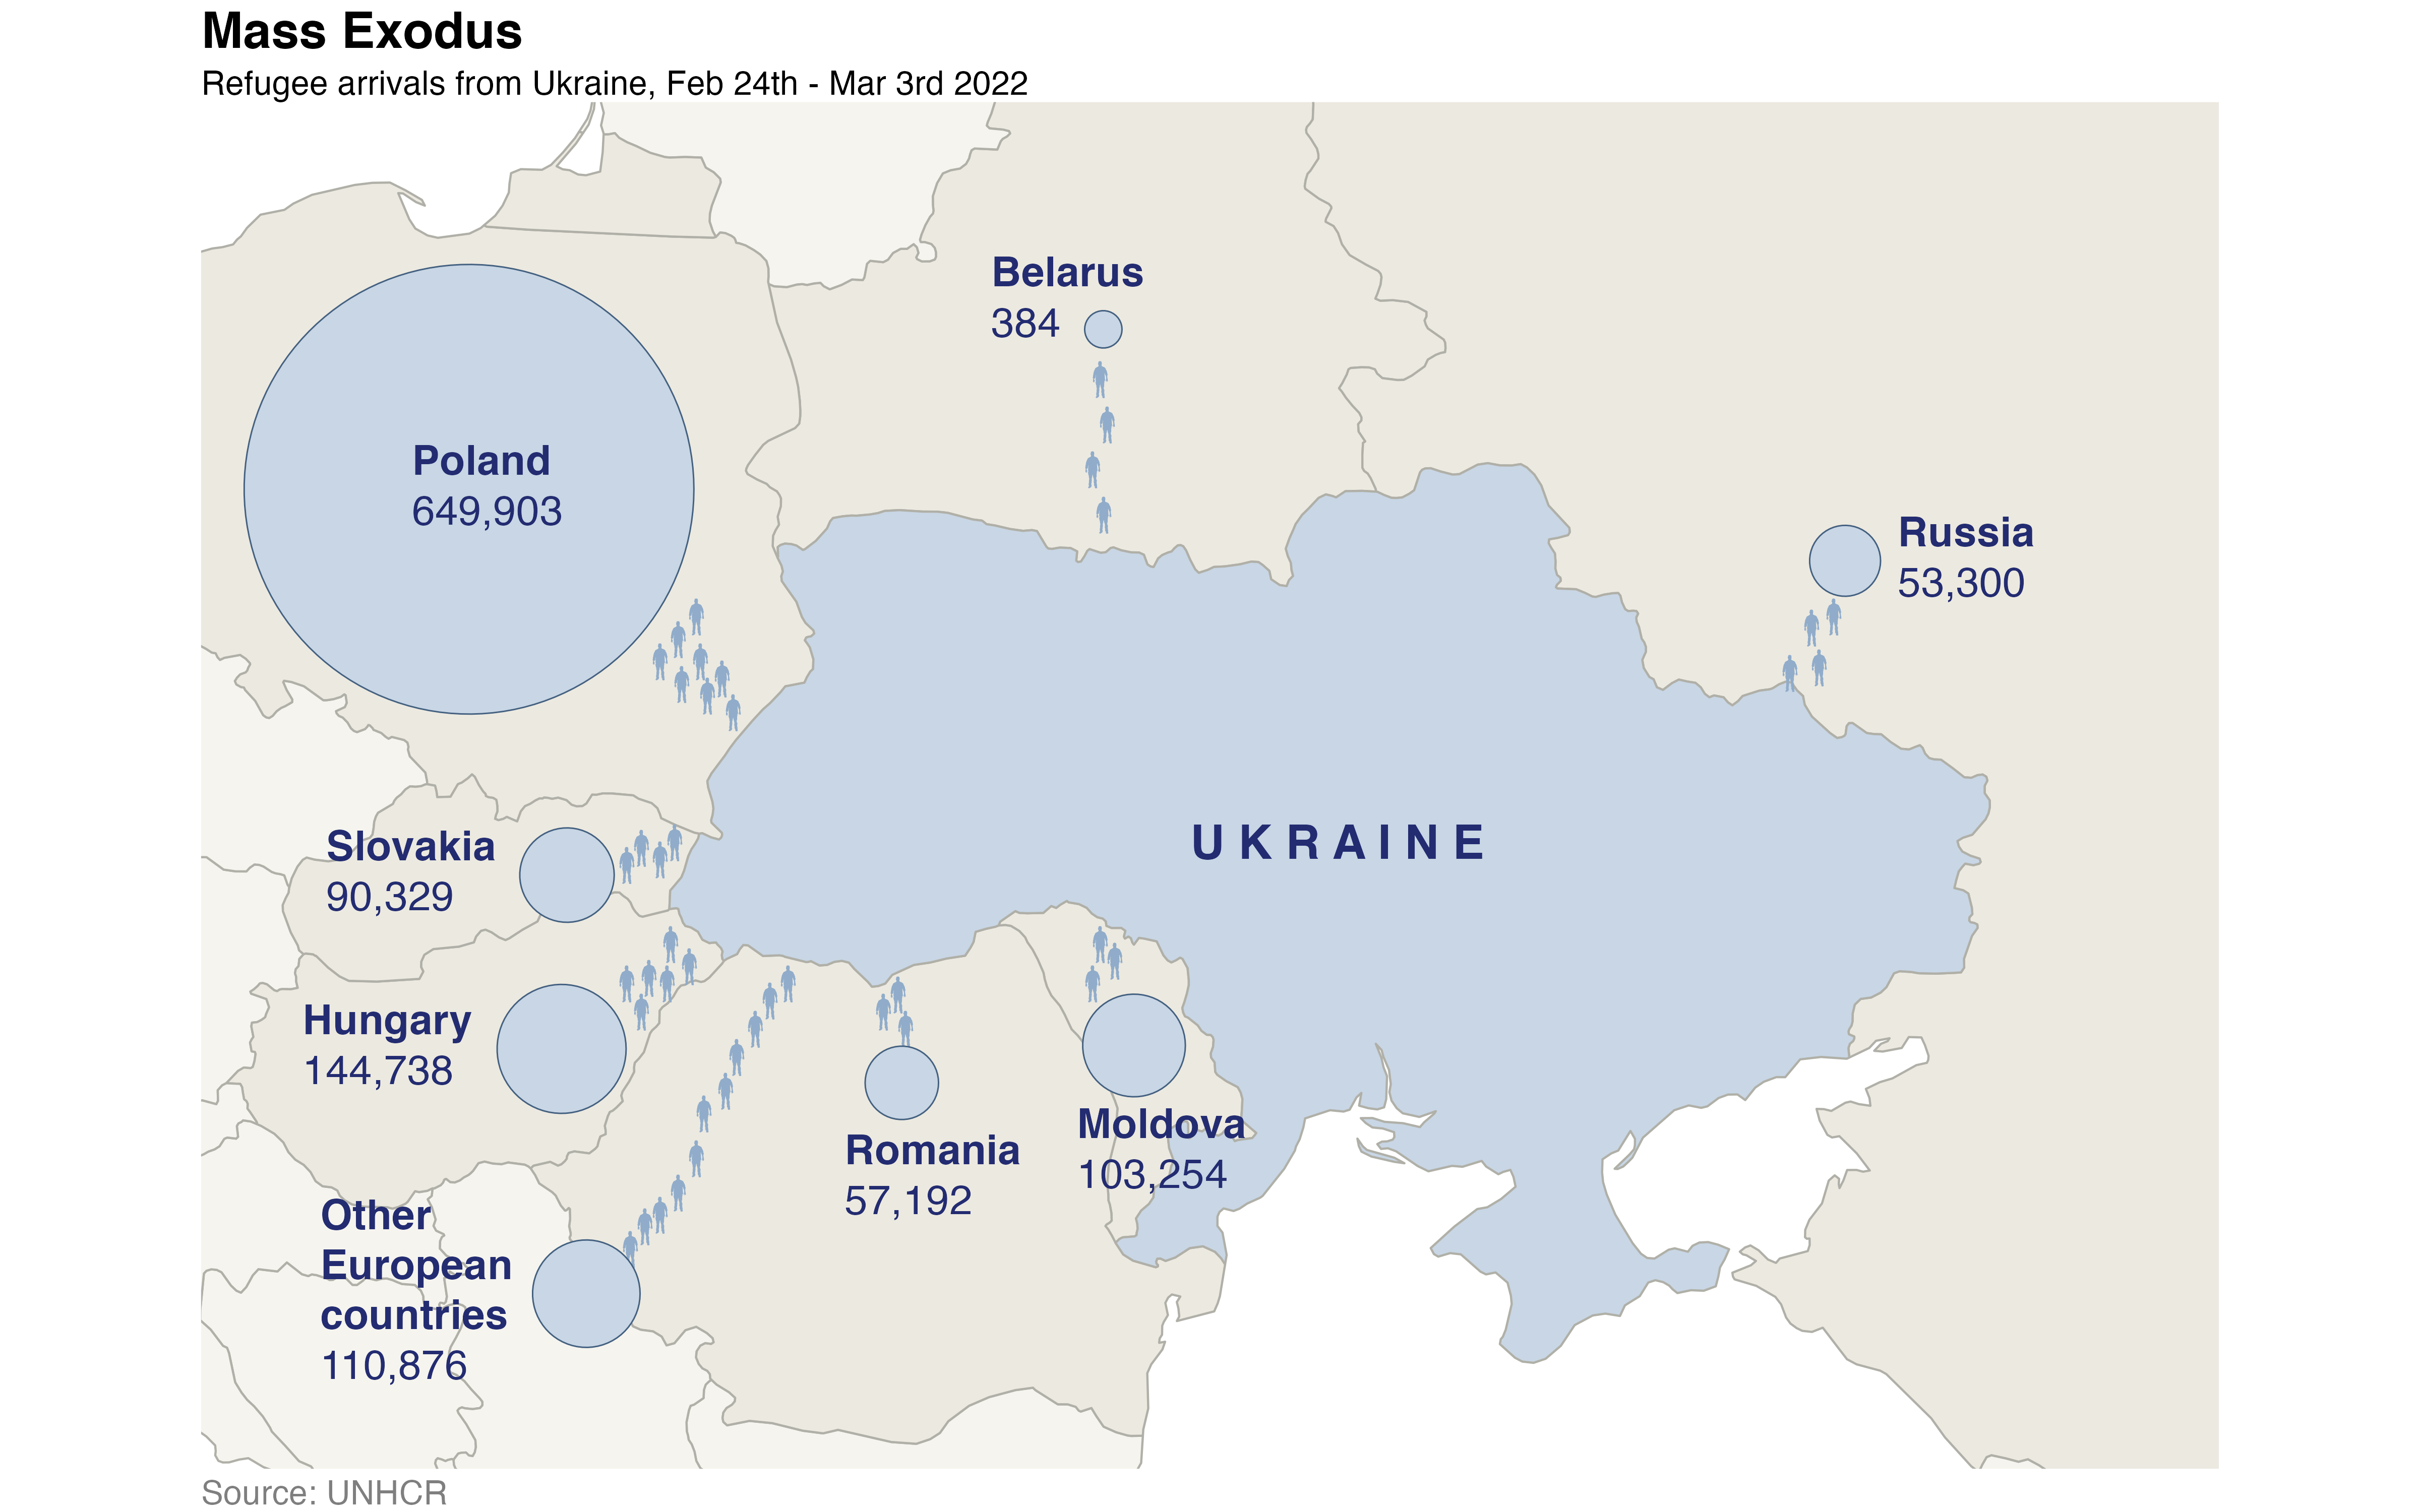 Mass Exodus
Refugee arrivals from Ukraine, Feb 24th - Mar 3rd 2022
Belarus
384
Poland
649,903
Russia
53,300
UKRAINE
Slovakia
90,329
Hungary
144,738
Moldova
103,254
Romania
57,192
Other
European
countries
110,876
Source: UNHCR